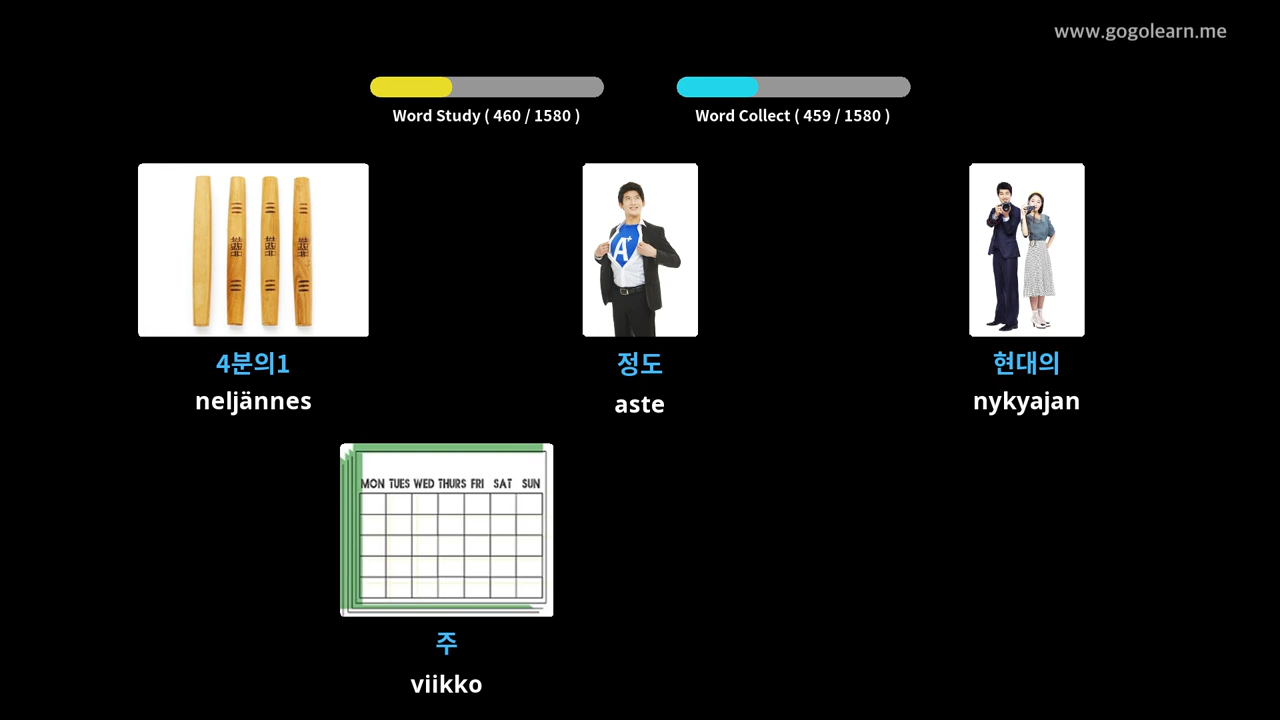 www.gogolearn.me
Word Study ( 460 / 1580 )
Word Collect ( 459 / 1580 )
A+
4분의1
neljännes
정도
aste
현대의
nykyajan
MON TUES WED THURS FRI SAT SUN
주
viikko